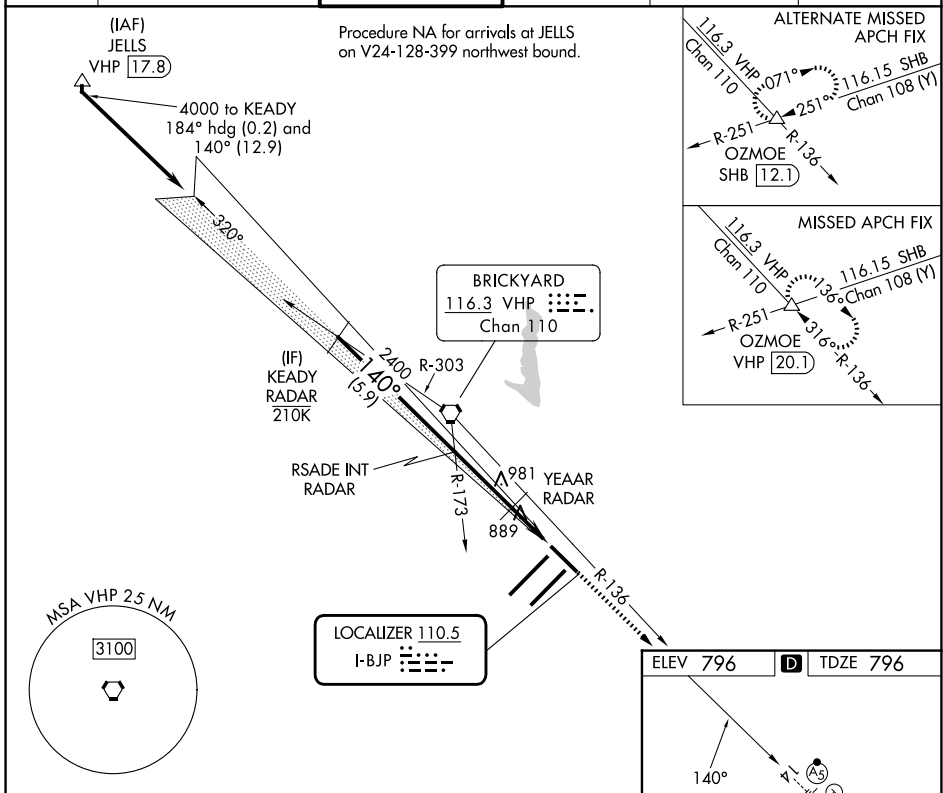 (IAF)
JELLS
VHP 17.8
Procedure NA for arrivals at JELLS
on V24-128-399 northwest bound.
4000 to KEADY
184° hdg (0.2) and
140° (12.9)
320°
ALTERNATE MISSED
APCH FIX
116.3 VHP
Chan 110
071°
116.15 SHB
Chan 108 (Y)
251°
R-251
R-136
OZMOE
SHB 12.1
MISSED APCH FIX
116.3 VHP
Chan 110
136°
116.15 SHB
Chan 108 (Y)
R-251
316°
R-136
OZMOE
VHP 20.1
BRICKYARD
116.3 VHP
Chan 110
(IF)
KEADY
RADAR
210K
2400
140°
(5.9)
R-303
RSADE INT
RADAR
R-173
981
YEAAR
RADAR
889
R-136
LOCALIZER 110.5
I-BJP
MSA VHP 25 NM
3100
ELEV 796
D
TDZE 796
140°
14
A5